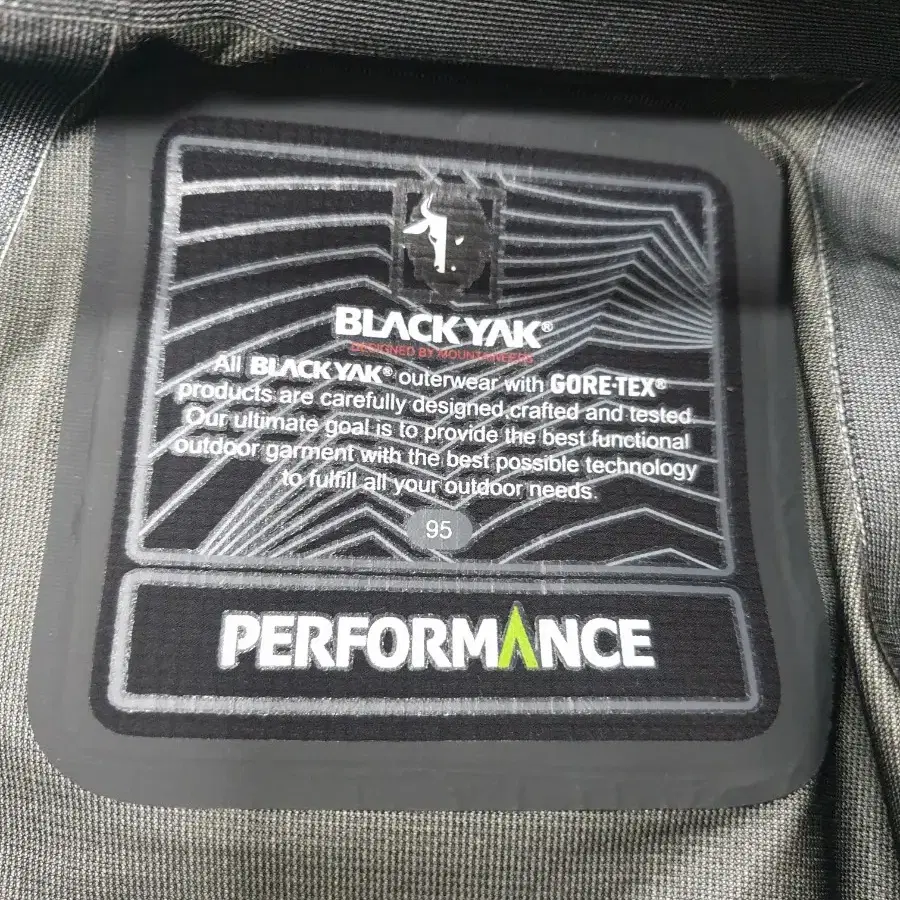 BLACKYAK®
DESIGNED BY MOUNTAINEERS
All BLACKYAK® outerwear with GORE-TEX®
products are carefully designed,crafted and tested.
Our ultimate goal is to provide the best functional
outdoor garment with the best possible technology
to fulfill all your outdoor needs.
95
PERFORMANCE